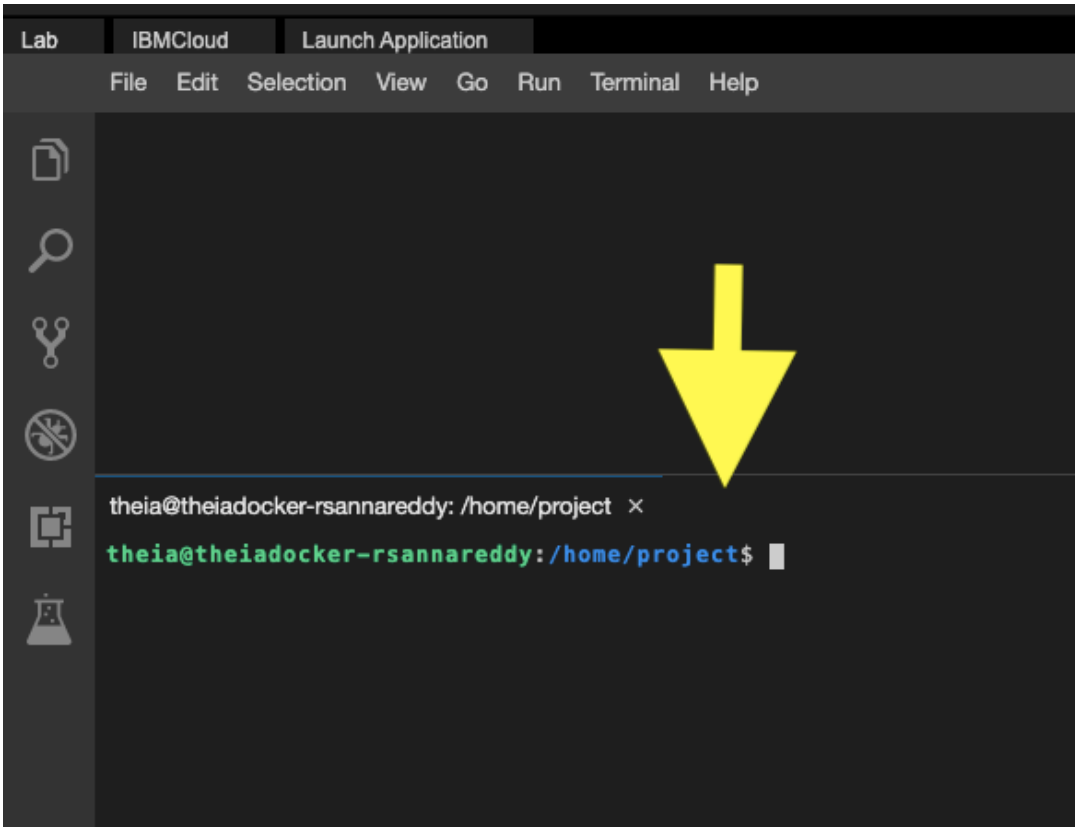 Lab IBMCloud Launch Application
File Edit Selection View Go Run Terminal Help
theia@theiadocker-rsannareddy: /home/project ×
theia@theiadocker-rsannareddy:/home/project$